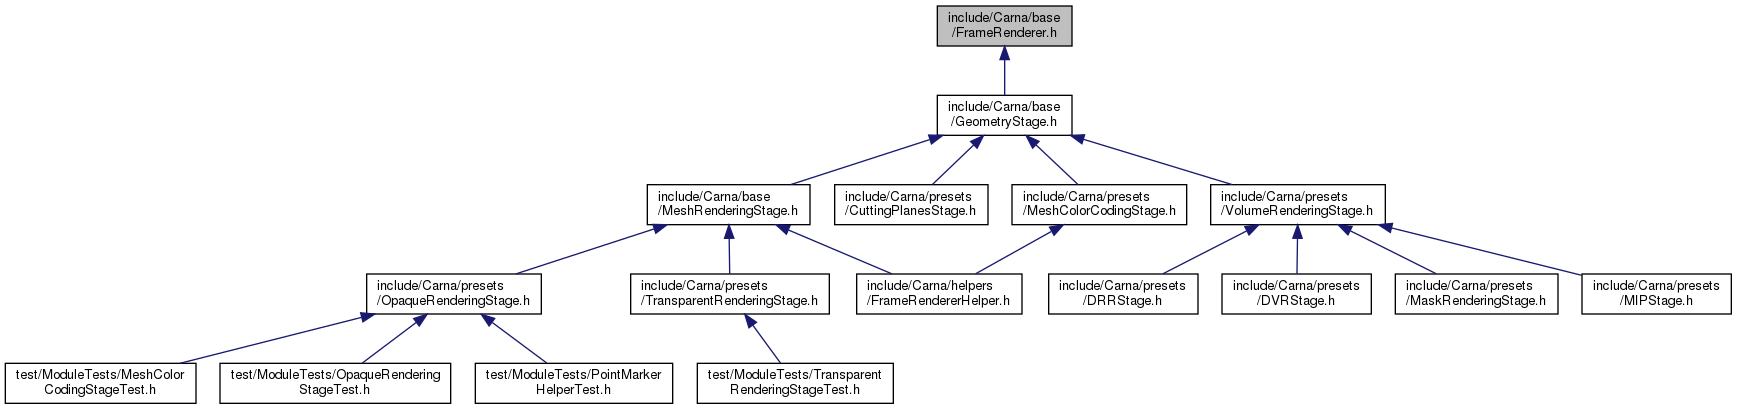 include/Carna/base
/FrameRenderer.h
include/Carna/base
/GeometryStage.h
include/Carna/base
/MeshRenderingStage.h
include/Carna/presets
/CuttingPlanesStage.h
include/Carna/presets
/MeshColorCodingStage.h
include/Carna/presets
/VolumeRenderingStage.h
include/Carna/presets
/OpaqueRenderingStage.h
include/Carna/presets
/TransparentRenderingStage.h
include/Carna/helpers
/FrameRendererHelper.h
include/Carna/presets
/DRRStage.h
include/Carna/presets
/DVRStage.h
include/Carna/presets
/MaskRenderingStage.h
include/Carna/presets
/MIPStage.h
test/ModuleTests/MeshColor
CodingStageTest.h
test/ModuleTests/OpaqueRendering
StageTest.h
test/ModuleTests/PointMarker
HelperTest.h
test/ModuleTests/Transparent
RenderingStageTest.h